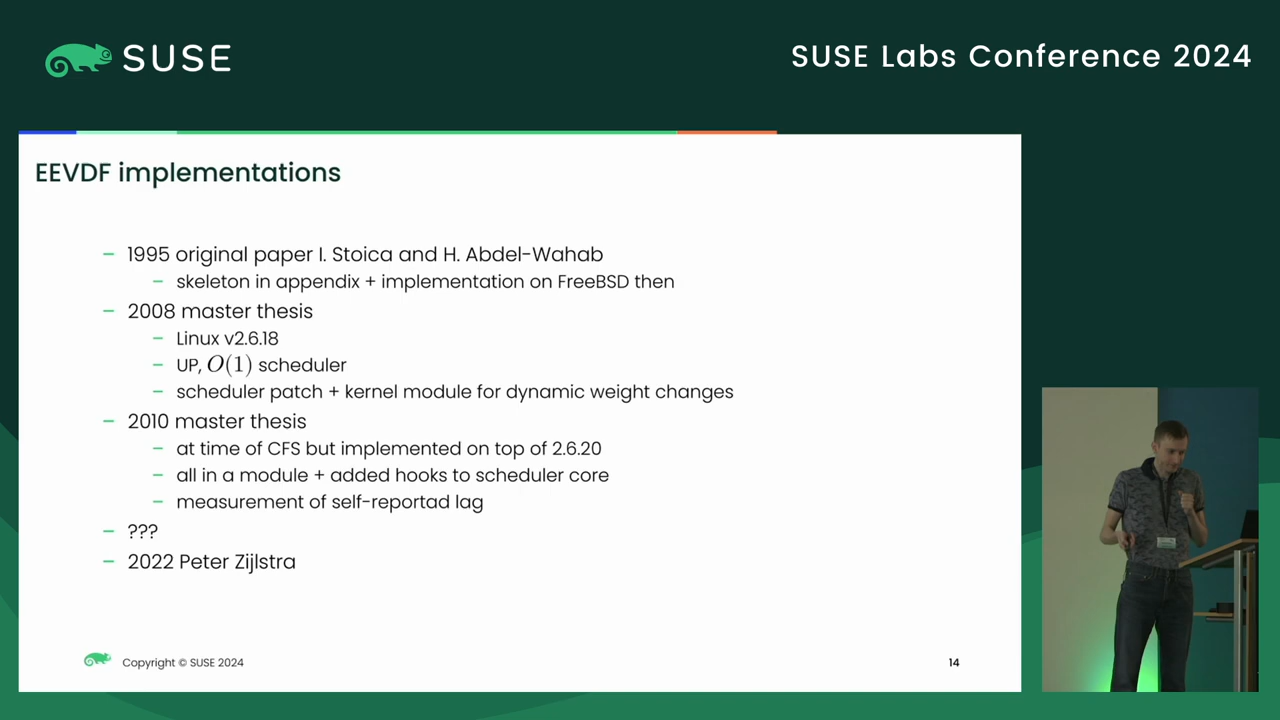 SUSE
SUSE Labs Conference 2024
EEVDF implementations
– 1995 original paper I. Stoica and H. Abdel-Wahab
– skeleton in appendix + implementation on FreeBSD then
– 2008 master thesis
– Linux v2.6.18
– UP, O(1) scheduler
– scheduler patch + kernel module for dynamic weight changes
– 2010 master thesis
– at time of CFS but implemented on top of 2.6.20
– all in a module + added hooks to scheduler core
– measurement of self-reportad lag
– ???
– 2022 Peter Zijlstra
Copyright © SUSE 2024
14